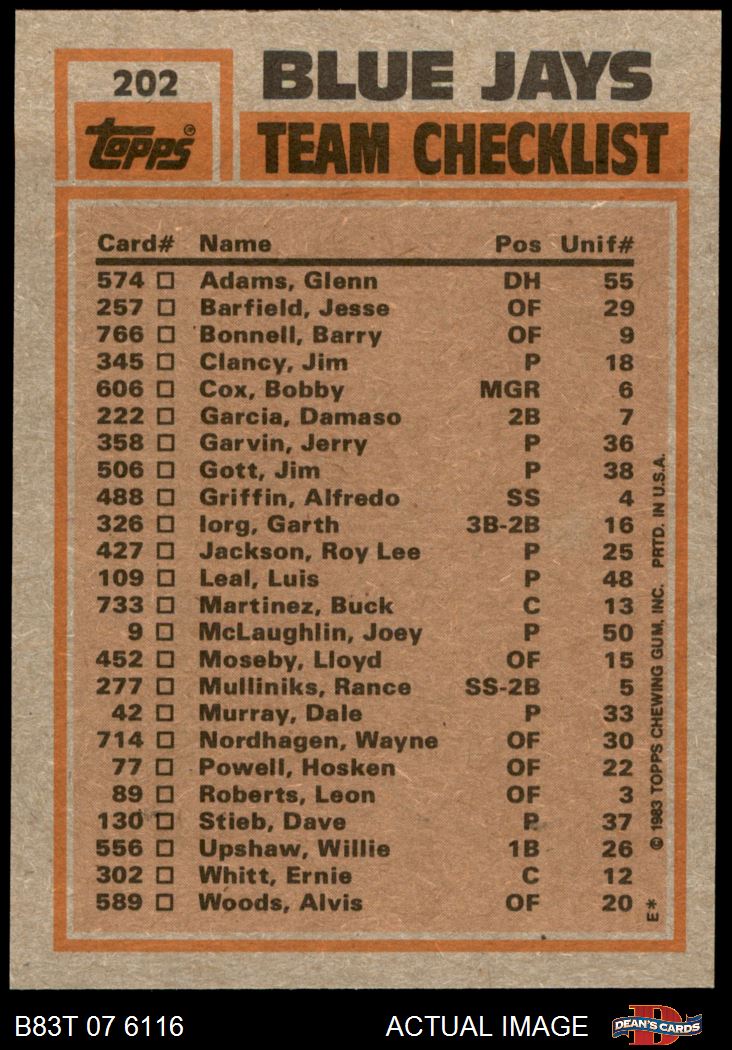 202
BLUE JAYS
Topps®
TEAM CHECKLIST
Card# Name Pos Unif#
574 □ Adams, Glenn DH 55
257 □ Barfield, Jesse OF 29
766 □ Bonnell, Barry OF 9
345 □ Clancy, Jim P 18
606 □ Cox, Bobby MGR 6
222 □ Garcia, Damaso 2B 7
358 □ Garvin, Jerry P 36
506 □ Gott, Jim P 38
488 □ Griffin, Alfredo SS 4
326 □ Iorg, Garth 3B-2B 16
427 □ Jackson, Roy Lee P 25
109 □ Leal, Luis P 48
733 □ Martinez, Buck C 13
9 □ McLaughlin, Joey P 50
452 □ Moseby, Lloyd OF 15
277 □ Mulliniks, Rance SS-2B 5
42 □ Murray, Dale P 33
714 □ Nordhagen, Wayne OF 30
77 □ Powell, Hosken OF 22
89 □ Roberts, Leon OF 3
130 □ Stieb, Dave P 37
556 □ Upshaw, Willie 1B 26
302 □ Whitt, Ernie C 12
589 □ Woods, Alvis OF 20
© 1983 TOPPS CHEWING GUM, INC. PRTD. IN U.S.A.
E*
B83T 07 6116
ACTUAL IMAGE
D
DEAN'S CARDS